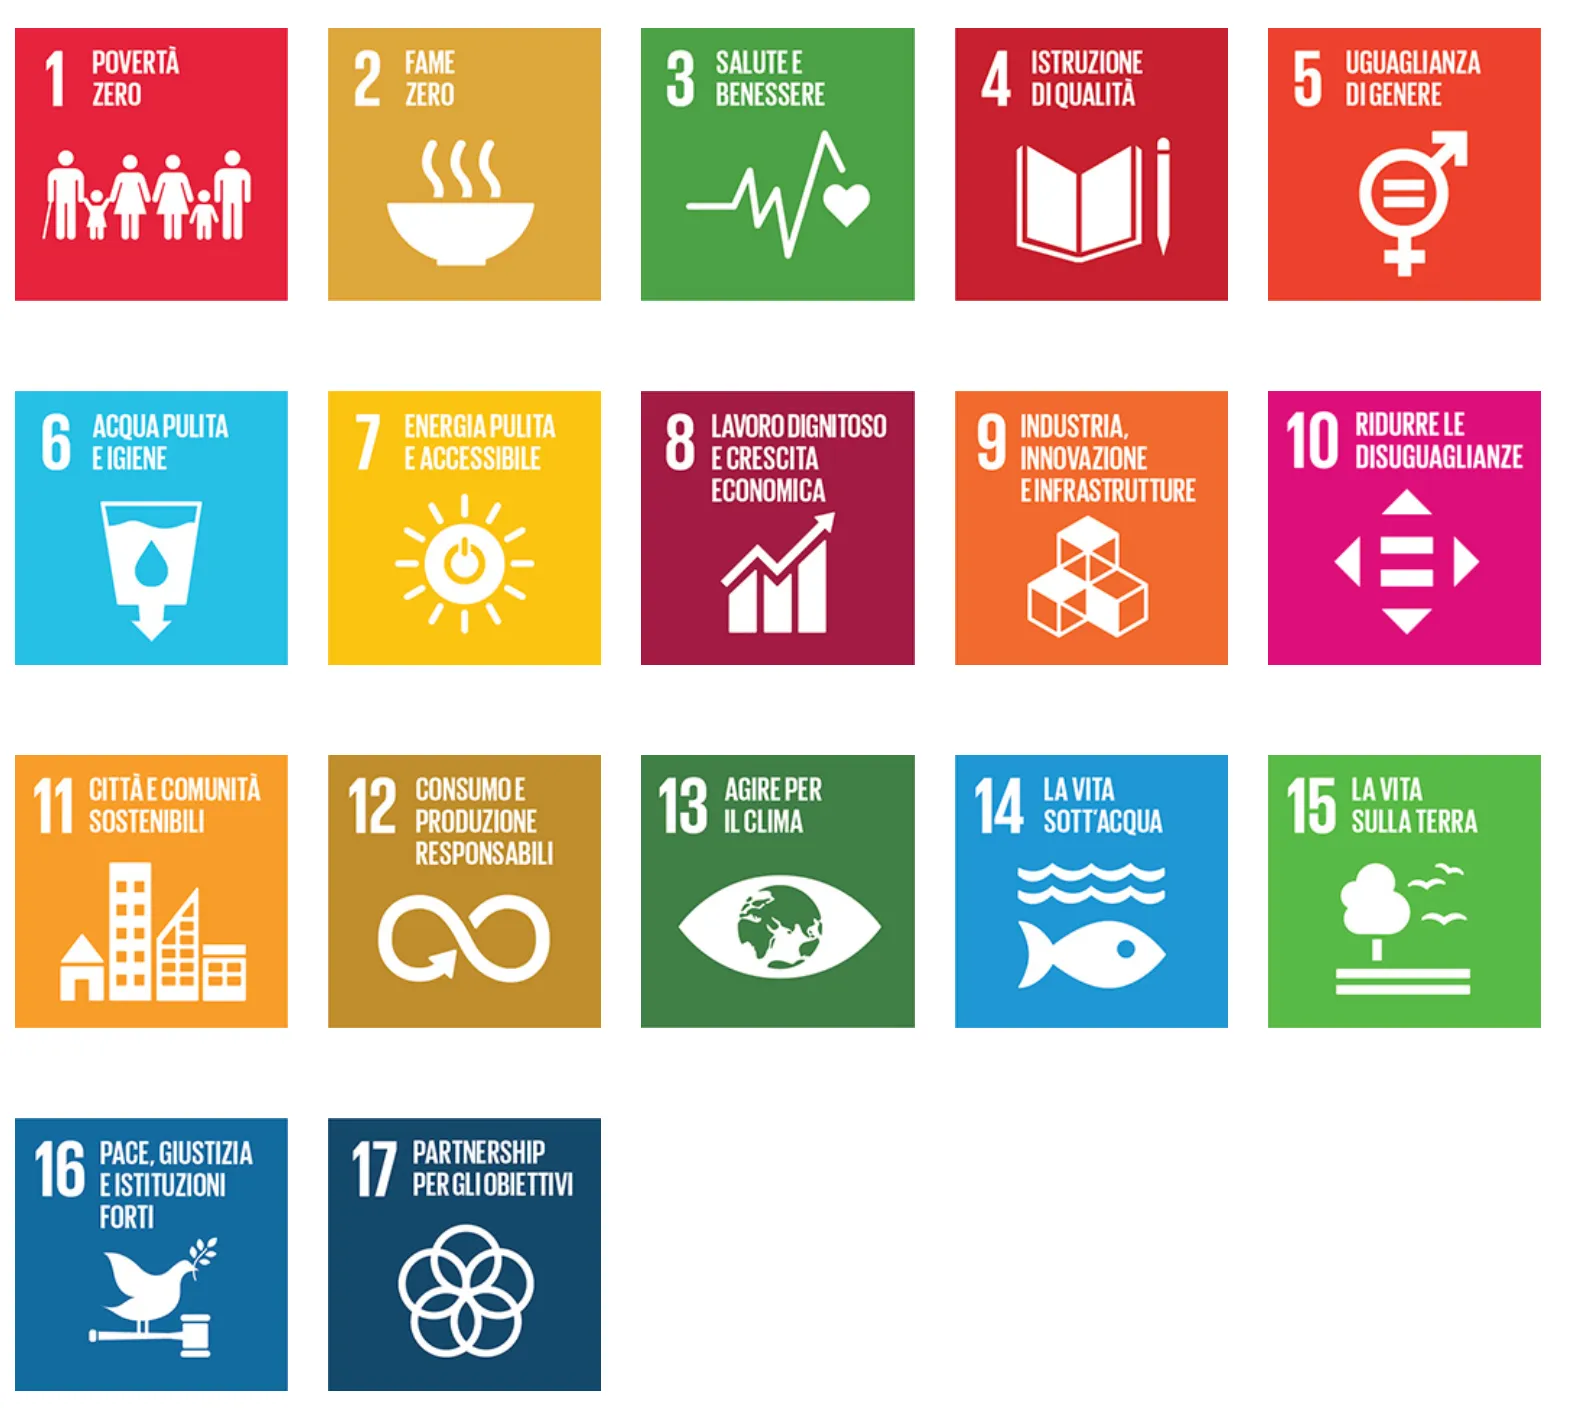 1 POVERTÀ
ZERO
2 FAME
ZERO
3 SALUTE E
BENESSERE
4 ISTRUZIONE
DI QUALITÀ
5 UGUAGLIANZA
DI GENERE
6 ACQUA PULITA
E IGIENE
7 ENERGIA PULITA
E ACCESSIBILE
8 LAVORO DIGNITOSO
E CRESCITA
ECONOMICA
9 INDUSTRIA,
INNOVAZIONE
E INFRASTRUTTURE
10 RIDURRE LE
DISUGUAGLIANZE
11 CITTÀ E COMUNITÀ
SOSTENIBILI
12 CONSUMO E
PRODUZIONE
RESPONSABILI
13 AGIRE PER
IL CLIMA
14 LA VITA
SOTT'ACQUA
15 LA VITA
SULLA TERRA
16 PACE, GIUSTIZIA
E ISTITUZIONI
FORTI
17 PARTNERSHIP
PER GLI OBIETTIVI